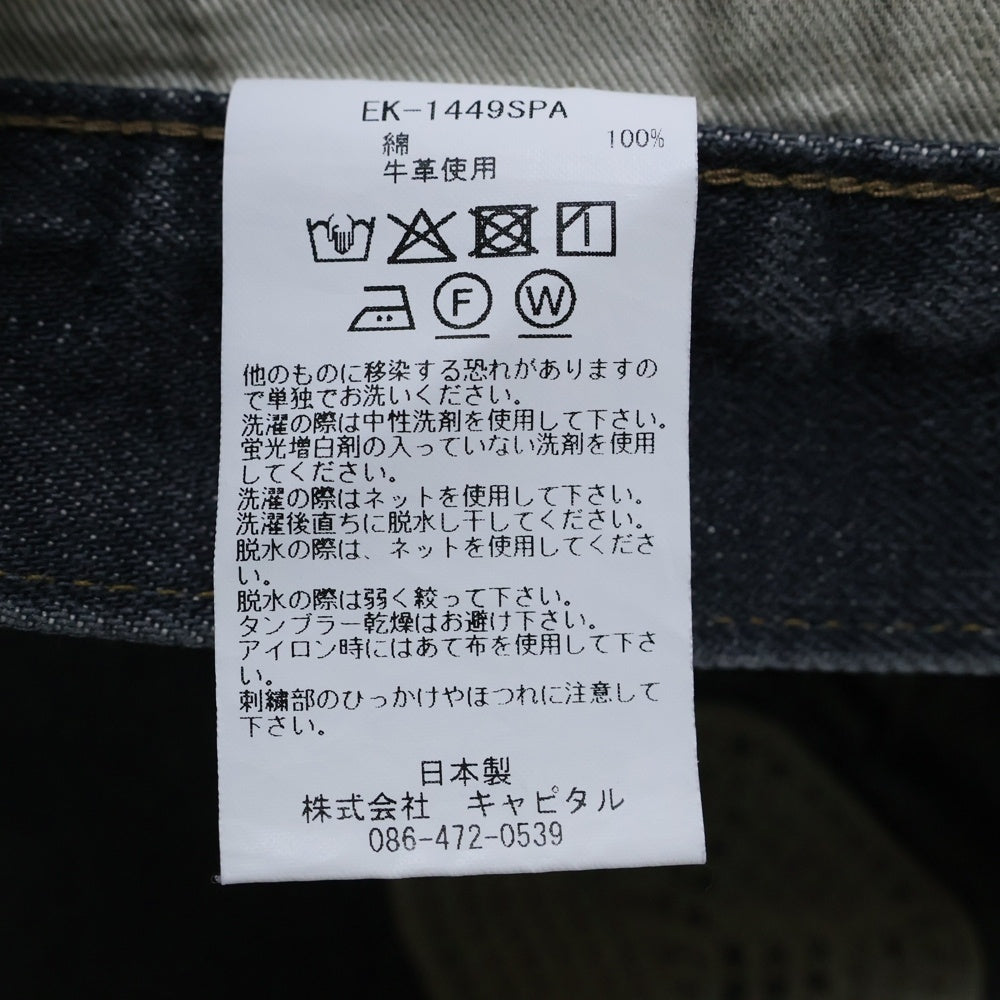 EK-1449SPA
綿 100%
牛革使用
F W
他のものに移染する恐れがありますの
で単独でお洗いください。
洗濯の際は中性洗剤を使用して下さい。
蛍光増白剤の入っていない洗剤を使用
してください。
洗濯の際はネットを使用して下さい。
洗濯後直ちに脱水し干してください。
脱水の際は、ネットを使用してくださ
い。
脱水の際は弱く絞って下さい。
タンブラー乾燥はお避け下さい。
アイロン時にはあて布を使用して下さ
い。
刺繍部のひっかけやほつれに注意して
下さい。
日本製
株式会社 キャピタル
086-472-0539